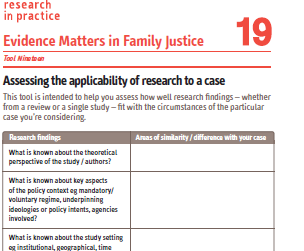 research
in practice
19
Evidence Matters in Family Justice
Tool Nineteen
Assessing the applicability of research to a case
This tool is intended to help you assess how well research findings – whether
from a review or a single study – fit with the circumstances of the particular
case you're considering.
Research findings
Areas of similarity / difference with your case
What is known about the theoretical
perspective of the study / authors?
What is known about key aspects
of the policy context eg mandatory/
voluntary regime, underpinning
ideologies or policy intents, agencies
involved?
What is known about the study setting
eg institutional, geographical, time